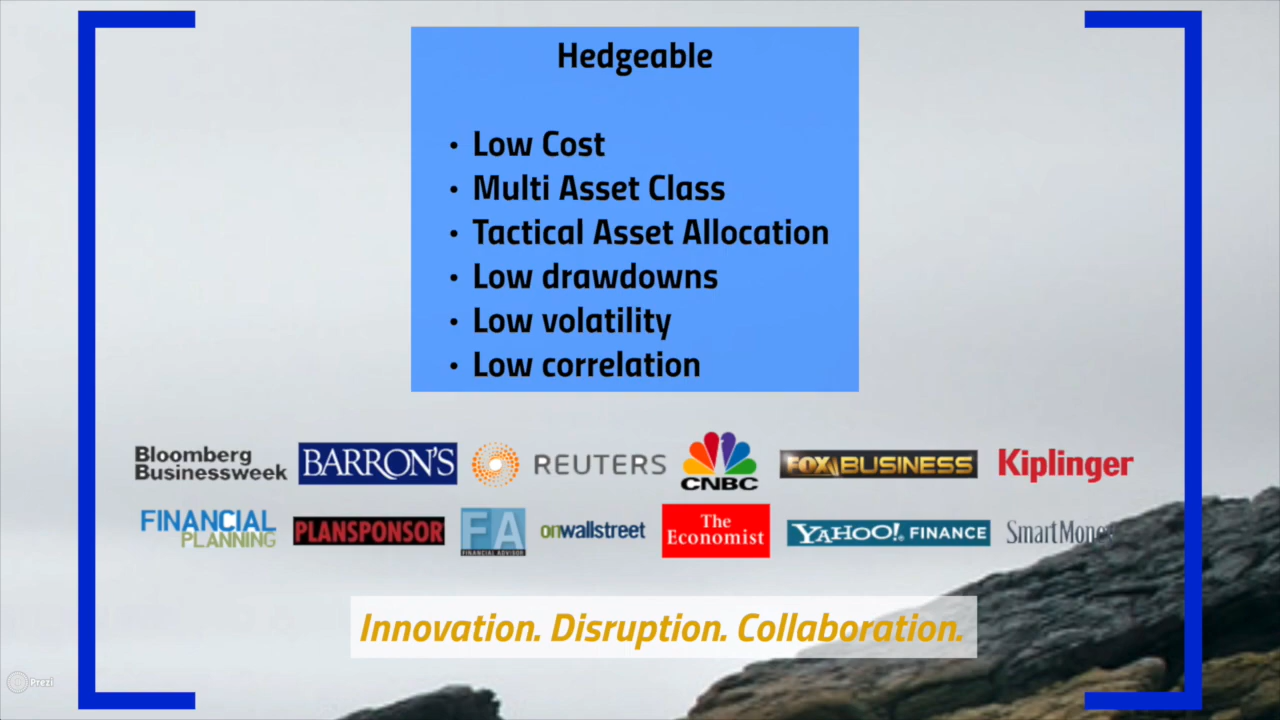 Hedgeable
• Low Cost
• Multi Asset Class
• Tactical Asset Allocation
• Low drawdowns
• Low volatility
• Low correlation
Bloomberg
Businessweek
BARRON'S
REUTERS
CNBC
FOX BUSINESS
Kiplinger
FINANCIAL
PLANNING
PLANSPONSOR
FA
FINANCIAL ADVISOR
onwallstreet
The
Economist
YAHOO! FINANCE
SmartMoney
Innovation. Disruption. Collaboration.
Prezi